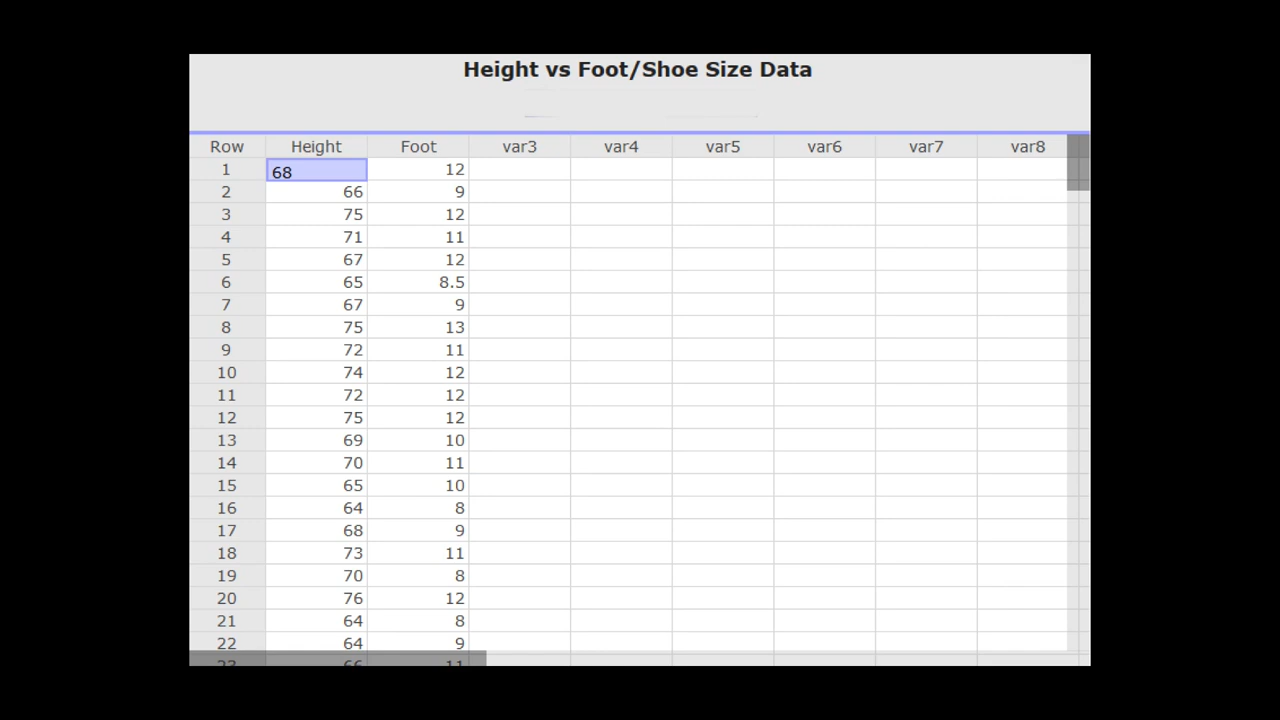 Height vs Foot/Shoe Size Data
Row Height Foot var3 var4 var5 var6 var7 var8
1 68 12
2 66 9
3 75 12
4 71 11
5 67 12
6 65 8.5
7 67 9
8 75 13
9 72 11
10 74 12
11 72 12
12 75 12
13 69 10
14 70 11
15 65 10
16 64 8
17 68 9
18 73 11
19 70 8
20 76 12
21 64 8
22 64 9
23 66 11